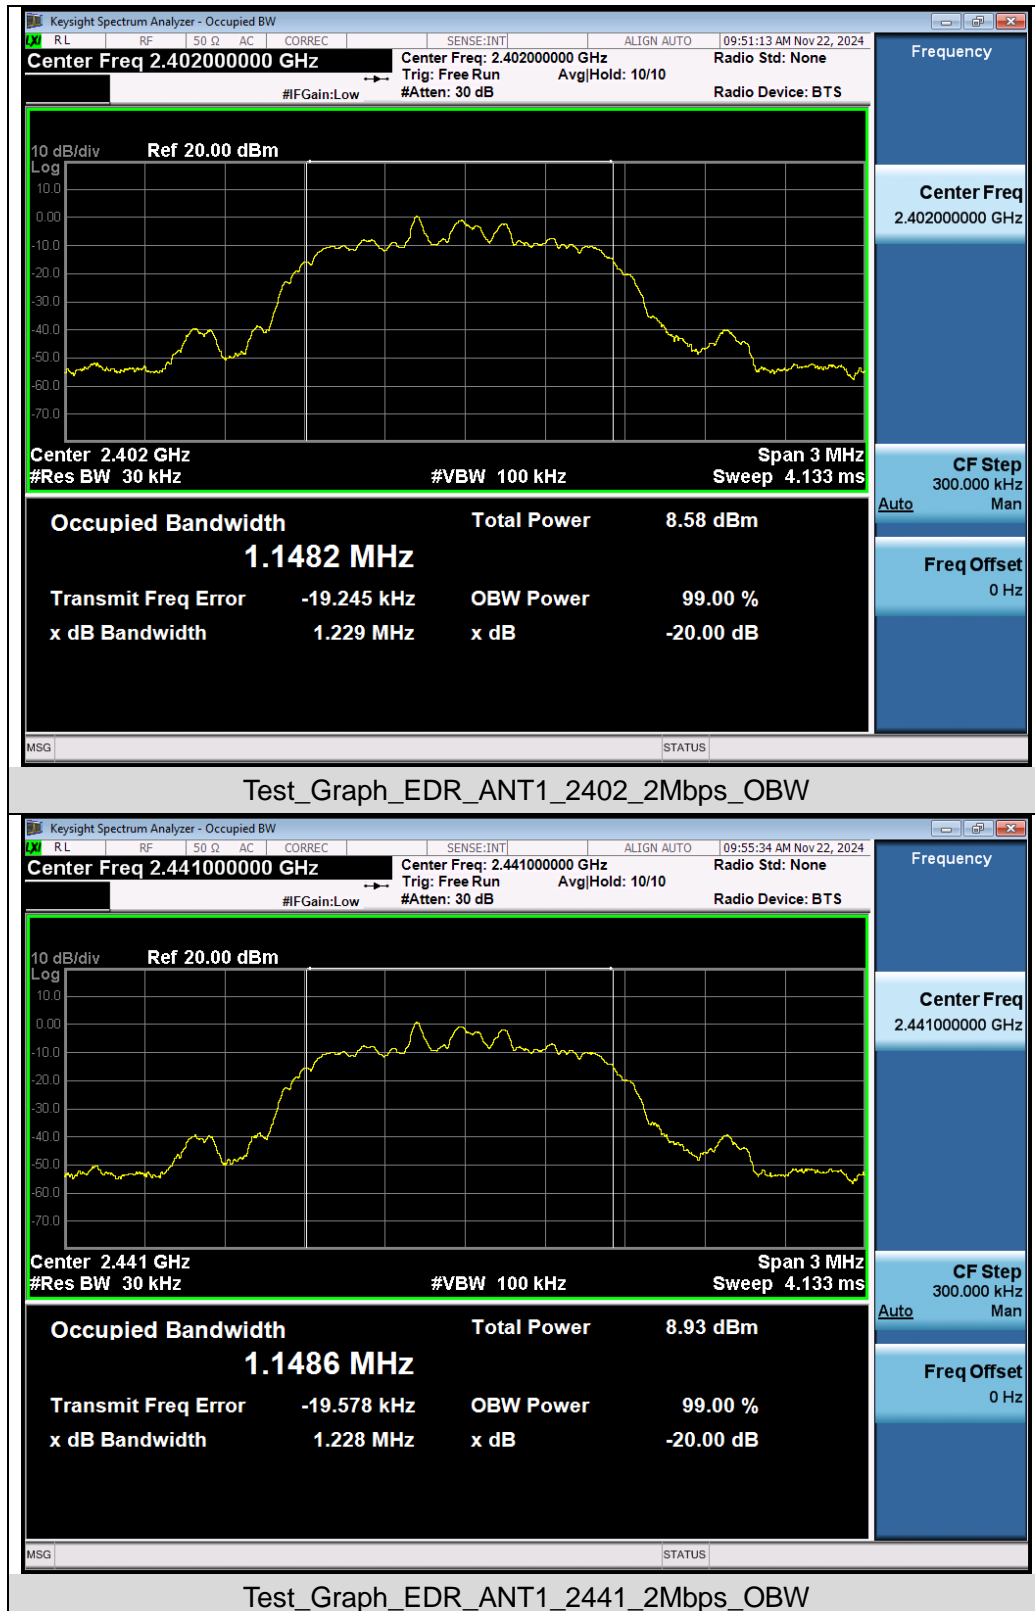 Keysight Spectrum Analyzer - Occupied BW
LXI RL RF 50 Ω AC CORREC SENSE:INT ALIGN AUTO 09:51:13 AM Nov 22, 2024
Center Freq 2.402000000 GHz
Center Freq: 2.402000000 GHz
Radio Std: None
Trig: Free Run Avg|Hold: 10/10
#IFGain:Low
#Atten: 30 dB
Radio Device: BTS
Frequency
10 dB/div Ref 20.00 dBm
Log
10.0
0.00
-10.0
-20.0
-30.0
-40.0
-50.0
-60.0
-70.0
Center Freq
2.402000000 GHz
Center 2.402 GHz Span 3 MHz
#Res BW 30 kHz #VBW 100 kHz Sweep 4.133 ms
CF Step
300.000 kHz
Auto Man
Freq Offset
0 Hz
Occupied Bandwidth Total Power 8.58 dBm
1.1482 MHz
Transmit Freq Error -19.245 kHz OBW Power 99.00 %
x dB Bandwidth 1.229 MHz x dB -20.00 dB
MSG STATUS
Test_Graph_EDR_ANT1_2402_2Mbps_OBW
Keysight Spectrum Analyzer - Occupied BW
LXI RL RF 50 Ω AC CORREC SENSE:INT ALIGN AUTO 09:55:34 AM Nov 22, 2024
Center Freq 2.441000000 GHz
Center Freq: 2.441000000 GHz
Radio Std: None
Trig: Free Run Avg|Hold: 10/10
#IFGain:Low
#Atten: 30 dB
Radio Device: BTS
Frequency
10 dB/div Ref 20.00 dBm
Log
10.0
0.00
-10.0
-20.0
-30.0
-40.0
-50.0
-60.0
-70.0
Center Freq
2.441000000 GHz
Center 2.441 GHz Span 3 MHz
#Res BW 30 kHz #VBW 100 kHz Sweep 4.133 ms
CF Step
300.000 kHz
Auto Man
Freq Offset
0 Hz
Occupied Bandwidth Total Power 8.93 dBm
1.1486 MHz
Transmit Freq Error -19.578 kHz OBW Power 99.00 %
x dB Bandwidth 1.228 MHz x dB -20.00 dB
MSG STATUS
Test_Graph_EDR_ANT1_2441_2Mbps_OBW